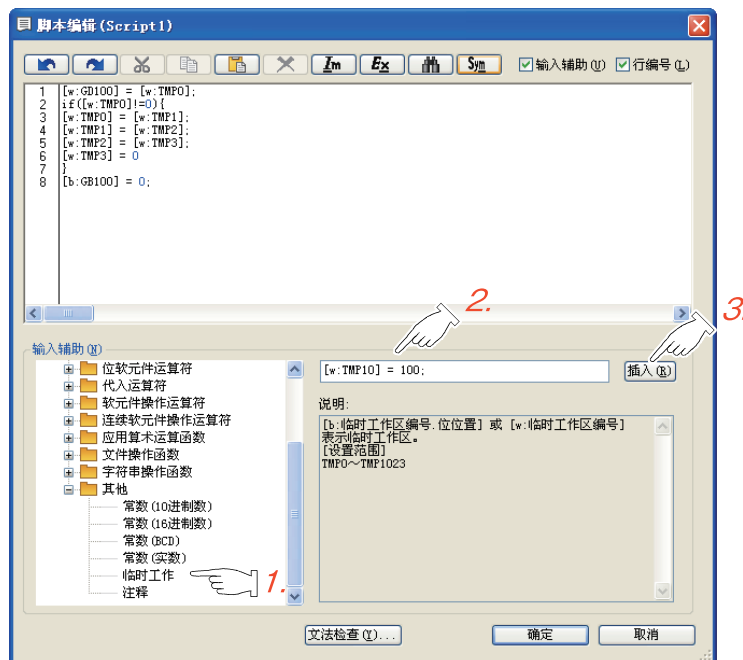 脚本编辑(Script1)
Im Ex Sym 输入辅助(U) 行编号(L)
1 [w:GD100] = [w:TMP0];
2 if([w:TMP0]!=0){
3 [w:TMP0] = [w:TMP1];
4 [w:TMP1] = [w:TMP2];
5 [w:TMP2] = [w:TMP3];
6 [w:TMP3] = 0
7 }
8 [b:GB100] = 0;
2.
3.
输入辅助(N)
位软元件运算符
代入运算符
软元件操作运算符
连续软元件操作运算符
应用算术运算函数
文件操作函数
字符串操作函数
其他
常数(10进制数)
常数(16进制数)
常数(BCD)
常数(实数)
临时工作
注释
1.
[w:TMP10] = 100;
插入(R)
说明:
[b:临时工作区编号.位位置] 或 [w:临时工作区编号]
表示临时工作区。
[设置范围]
TMP0～TMP1023
文法检查(Y)...
确定
取消